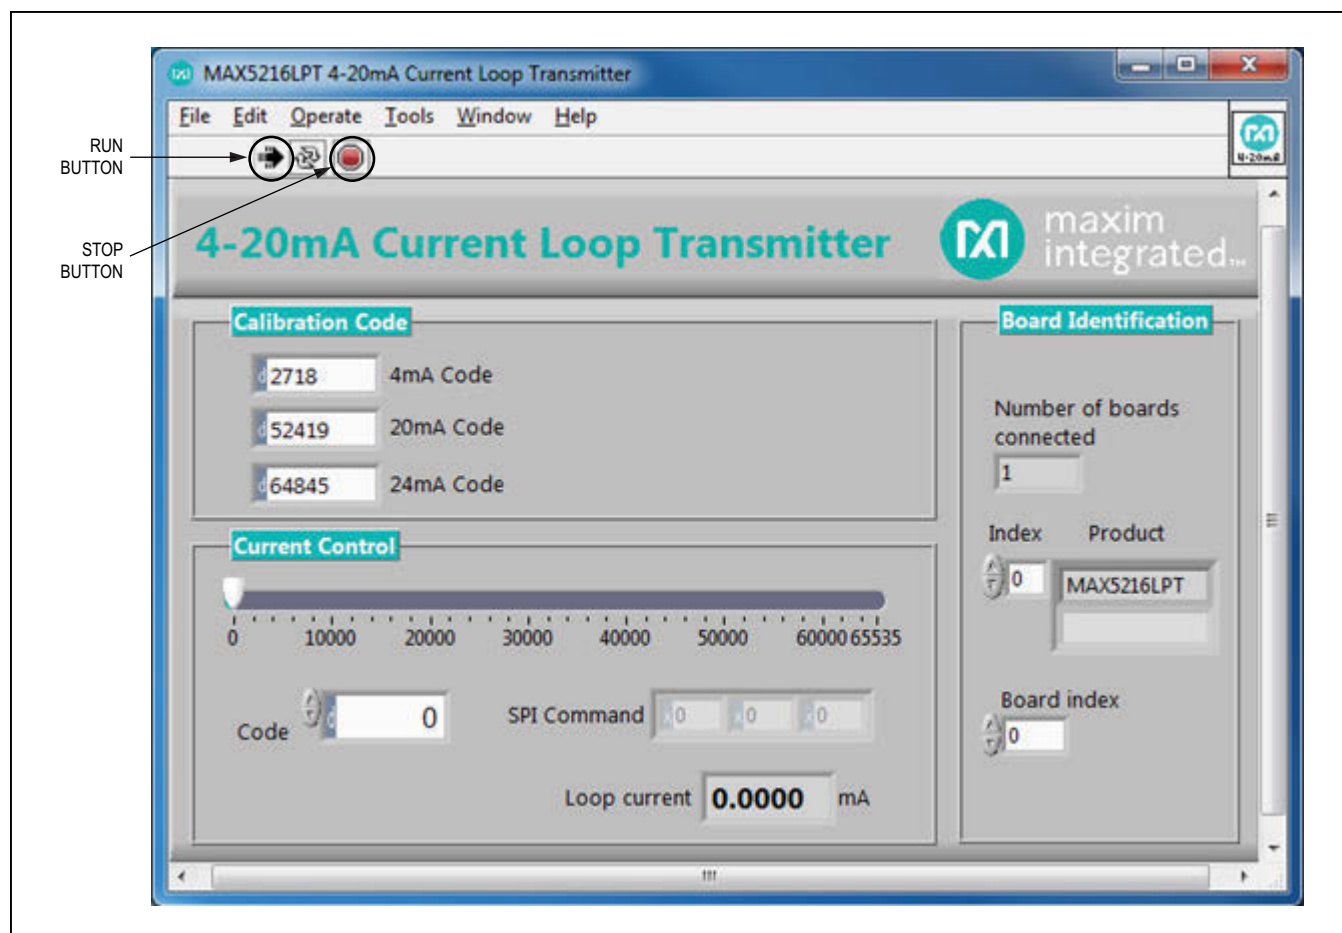 MAX5216LPT 4-20mA Current Loop Transmitter
File Edit Operate Tools Window Help
RUN
BUTTON
4-20mA
STOP
BUTTON
4-20mA Current Loop Transmitter
maxim
integrated™
Calibration Code
d 2718 4mA Code
d 52419 20mA Code
d 64845 24mA Code
Current Control
0 10000 20000 30000 40000 50000 60000 65535
Code d 0
SPI Command x 0 x 0 x 0
Loop current 0.0000 mA
Board Identification
Number of boards
connected
1
Index Product
0 MAX5216LPT
Board index
0